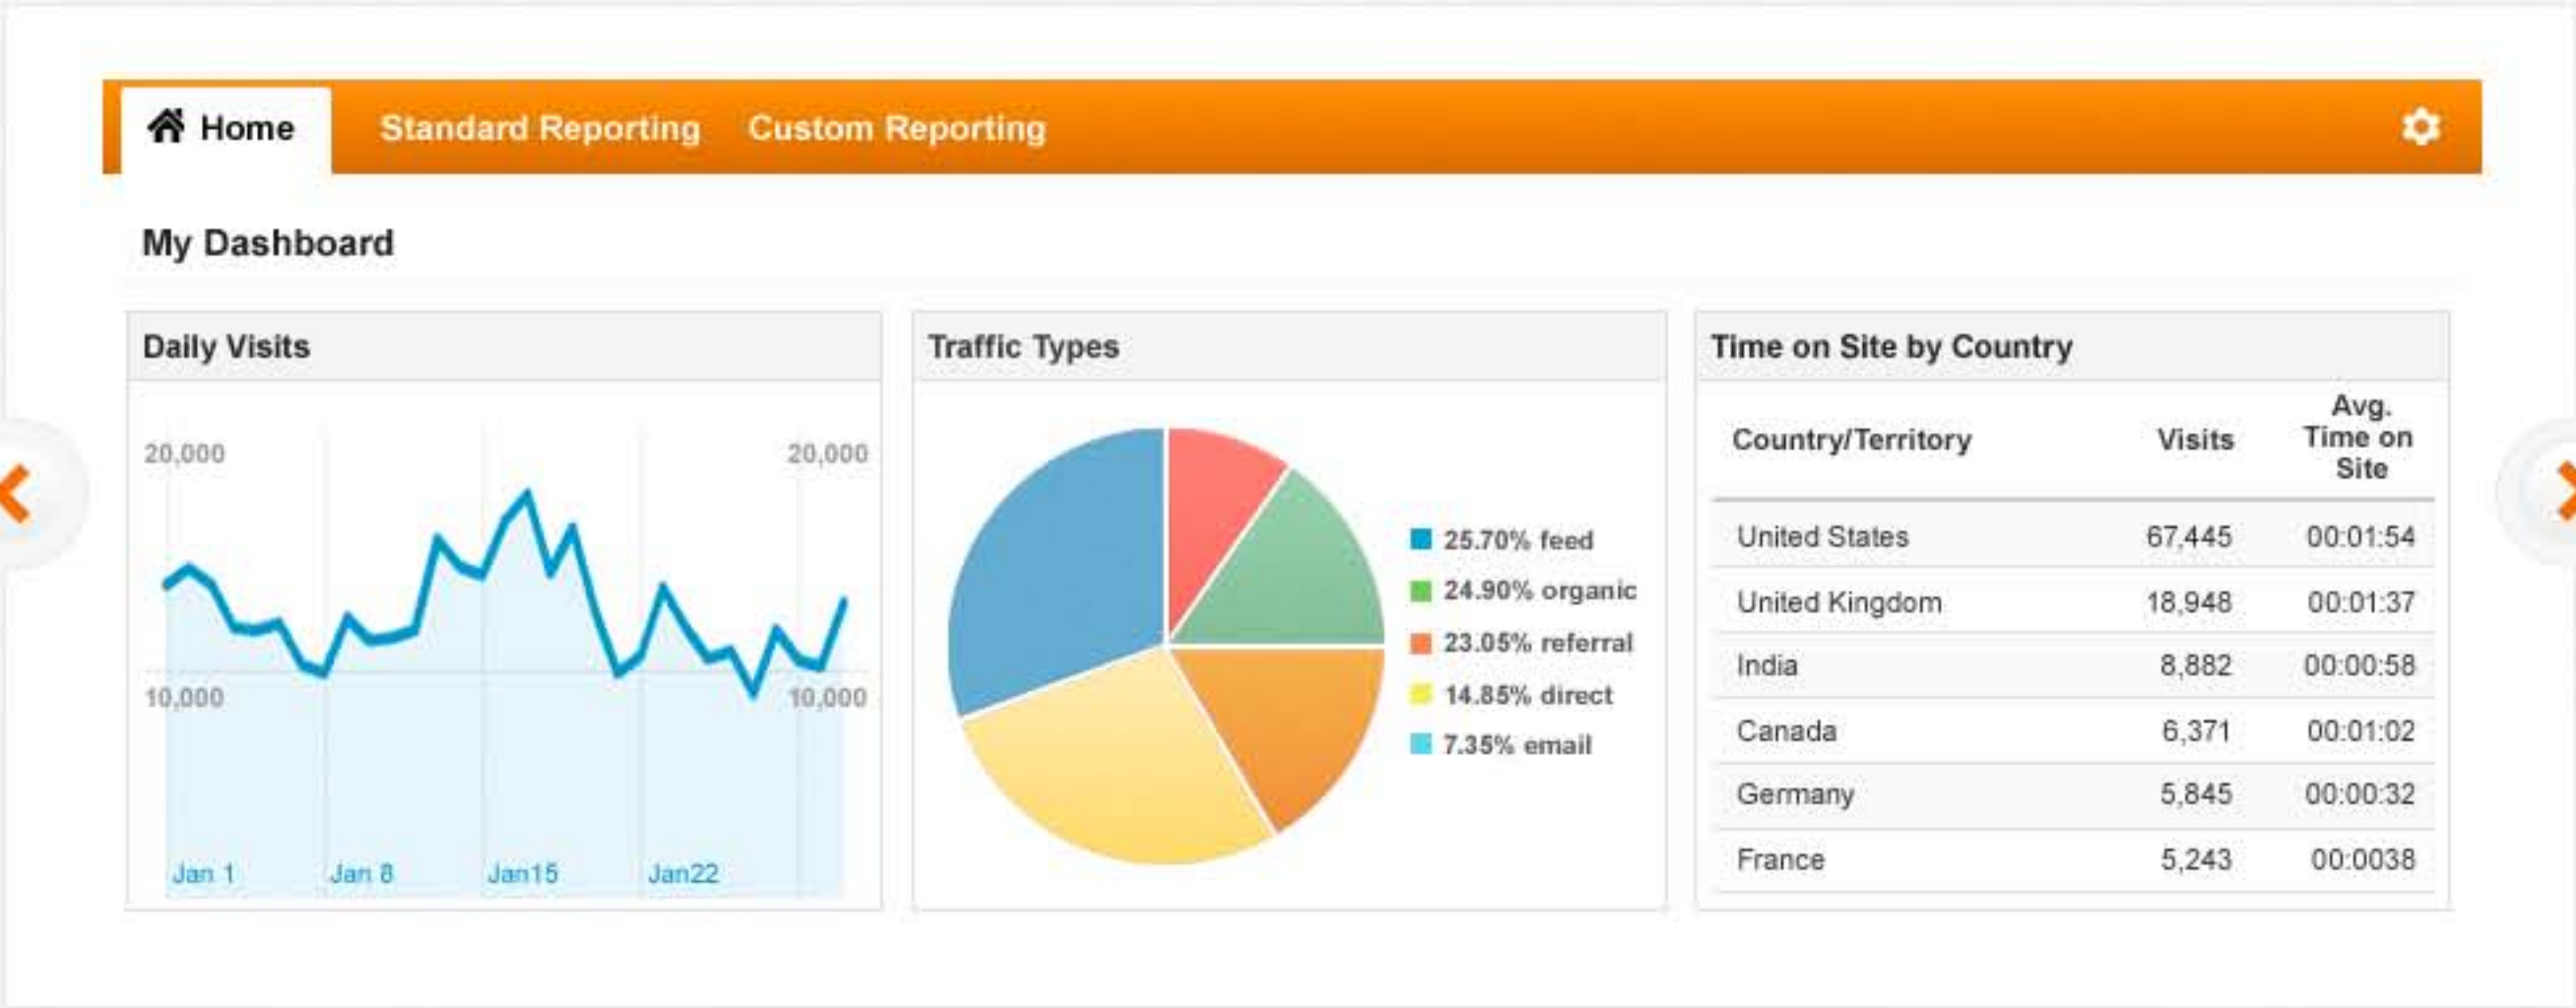 Home Standard Reporting Custom Reporting
My Dashboard
Daily Visits
20,000 20,000
10,000 10,000
Jan 1 Jan 8 Jan15 Jan22
Traffic Types
25.70% feed
24.90% organic
23.05% referral
14.85% direct
7.35% email
Time on Site by Country
Country/Territory Visits Avg. Time on Site
United States 67,445 00:01:54
United Kingdom 18,948 00:01:37
India 8,882 00:00:58
Canada 6,371 00:01:02
Germany 5,845 00:00:32
France 5,243 00:0038